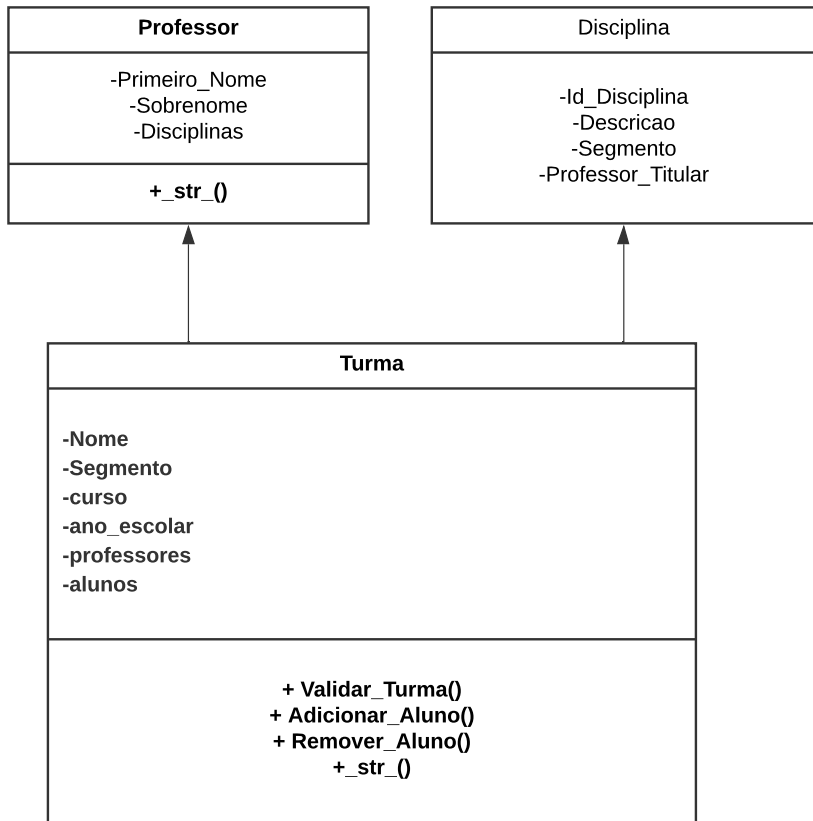 Professor
-Primeiro_Nome
-Sobrenome
-Disciplinas
+_str_()
Disciplina
-Id_Disciplina
-Descricao
-Segmento
-Professor_Titular
Turma
-Nome
-Segmento
-curso
-ano_escolar
-professores
-alunos
+ Validar_Turma()
+ Adicionar_Aluno()
+ Remover_Aluno()
+_str_()